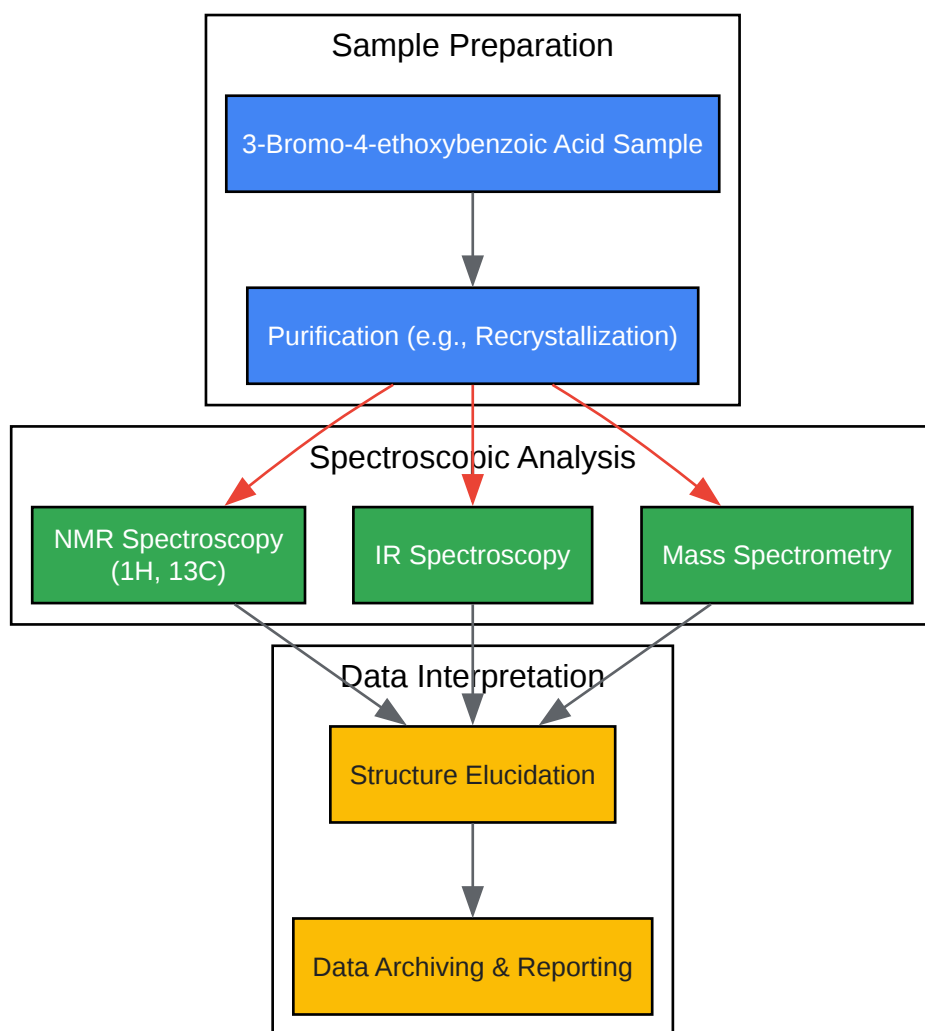 Sample Preparation
3-Bromo-4-ethoxybenzoic Acid Sample
Purification (e.g., Recrystallization)
Spectroscopic Analysis
NMR Spectroscopy
(1H, 13C)
IR Spectroscopy
Mass Spectrometry
Data Interpretation
Structure Elucidation
Data Archiving & Reporting